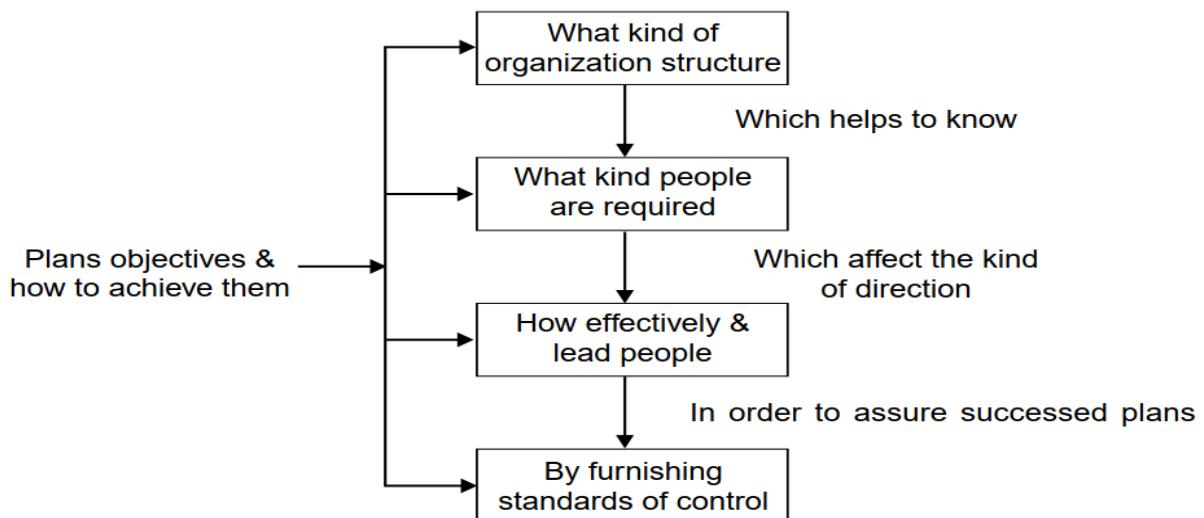 What kind of
organization structure
Which helps to know
What kind people
are required
Plans objectives &
how to achieve them
Which affect the kind
of direction
How effectively &
lead people
In order to assure successed plans
By furnishing
standards of control